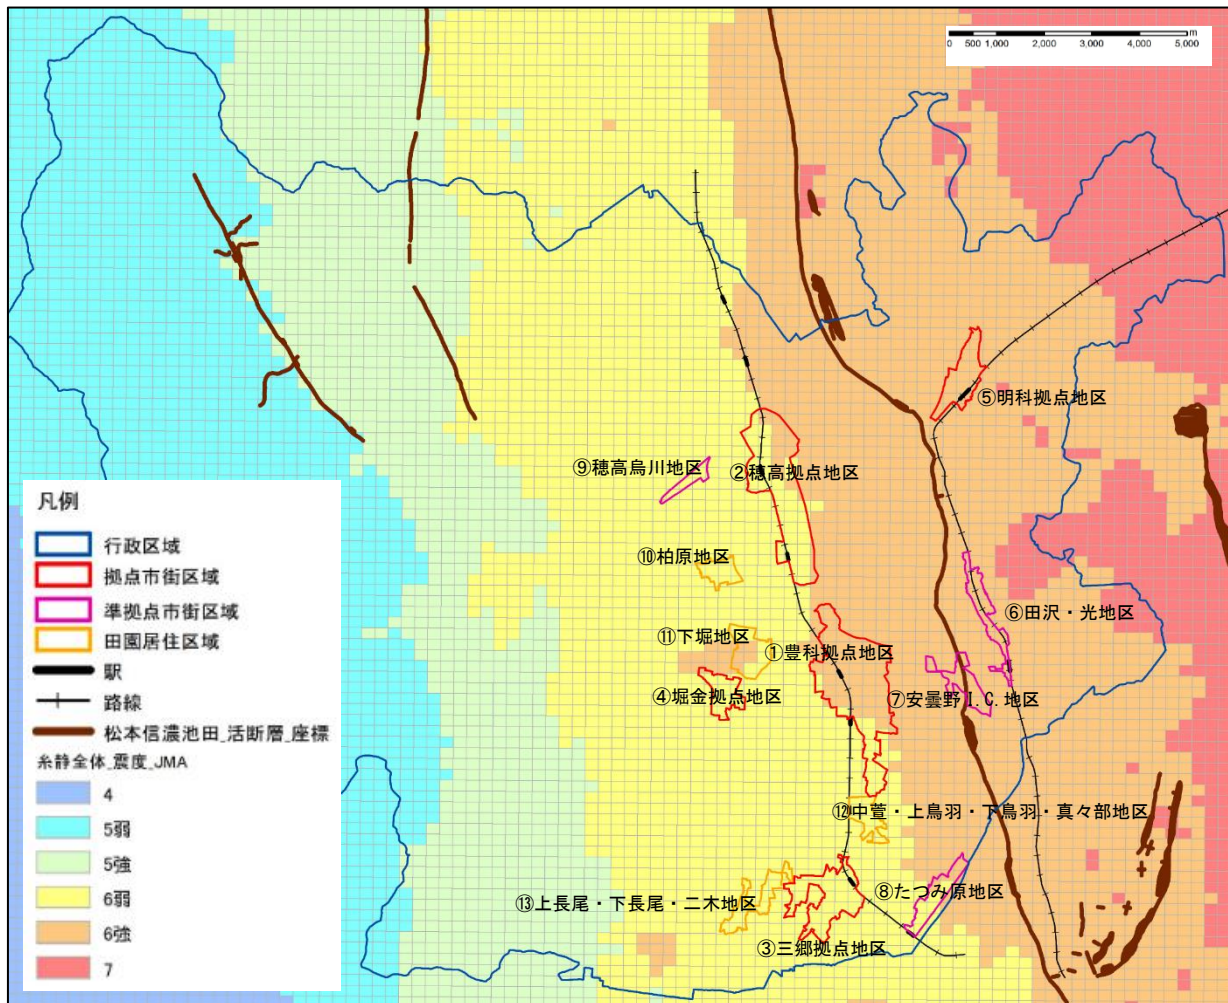 m
0 500 1,000 2,000 3,000 4,000 5,000
⑤明科拠点地区
⑨穂高烏川地区
②穂高拠点地区
⑩柏原地区
⑥田沢・光地区
⑪下堀地区
①豊科拠点地区
④堀金拠点地区
⑦安曇野I.C.地区
⑫中萱・上鳥羽・下鳥羽・真々部地区
⑧たつみ原地区
⑬上長尾・下長尾・二木地区
③三郷拠点地区
凡例
行政区域
拠点市街区域
準拠点市街区域
田園居住区域
駅
路線
松本信濃池田_活断層_座標
糸静全体_震度_JMA
4
5弱
5強
6弱
6強
7